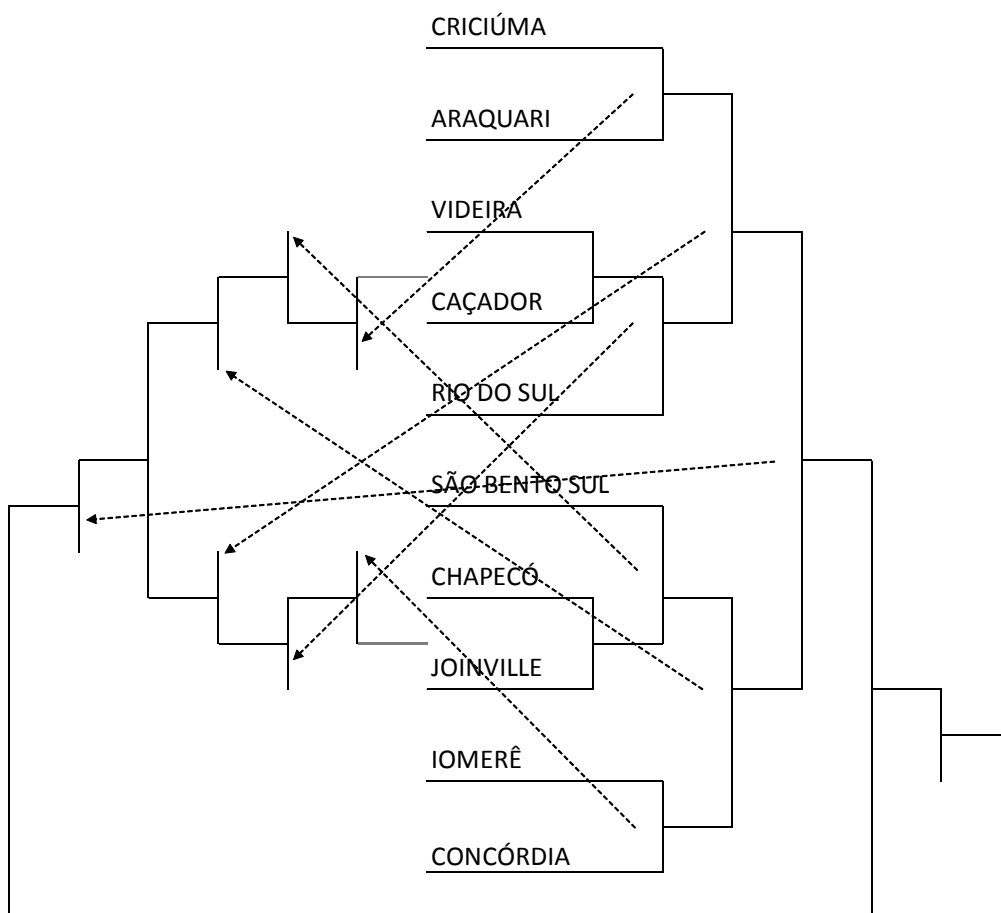 CRICIÚMA
ARAQUARI
VIDEIRA
CAÇADOR
RIO DO SUL
SÃO BENTO SUL
CHAPECÓ
JOINVILLE
IOMERÊ
CONCÓRDIA